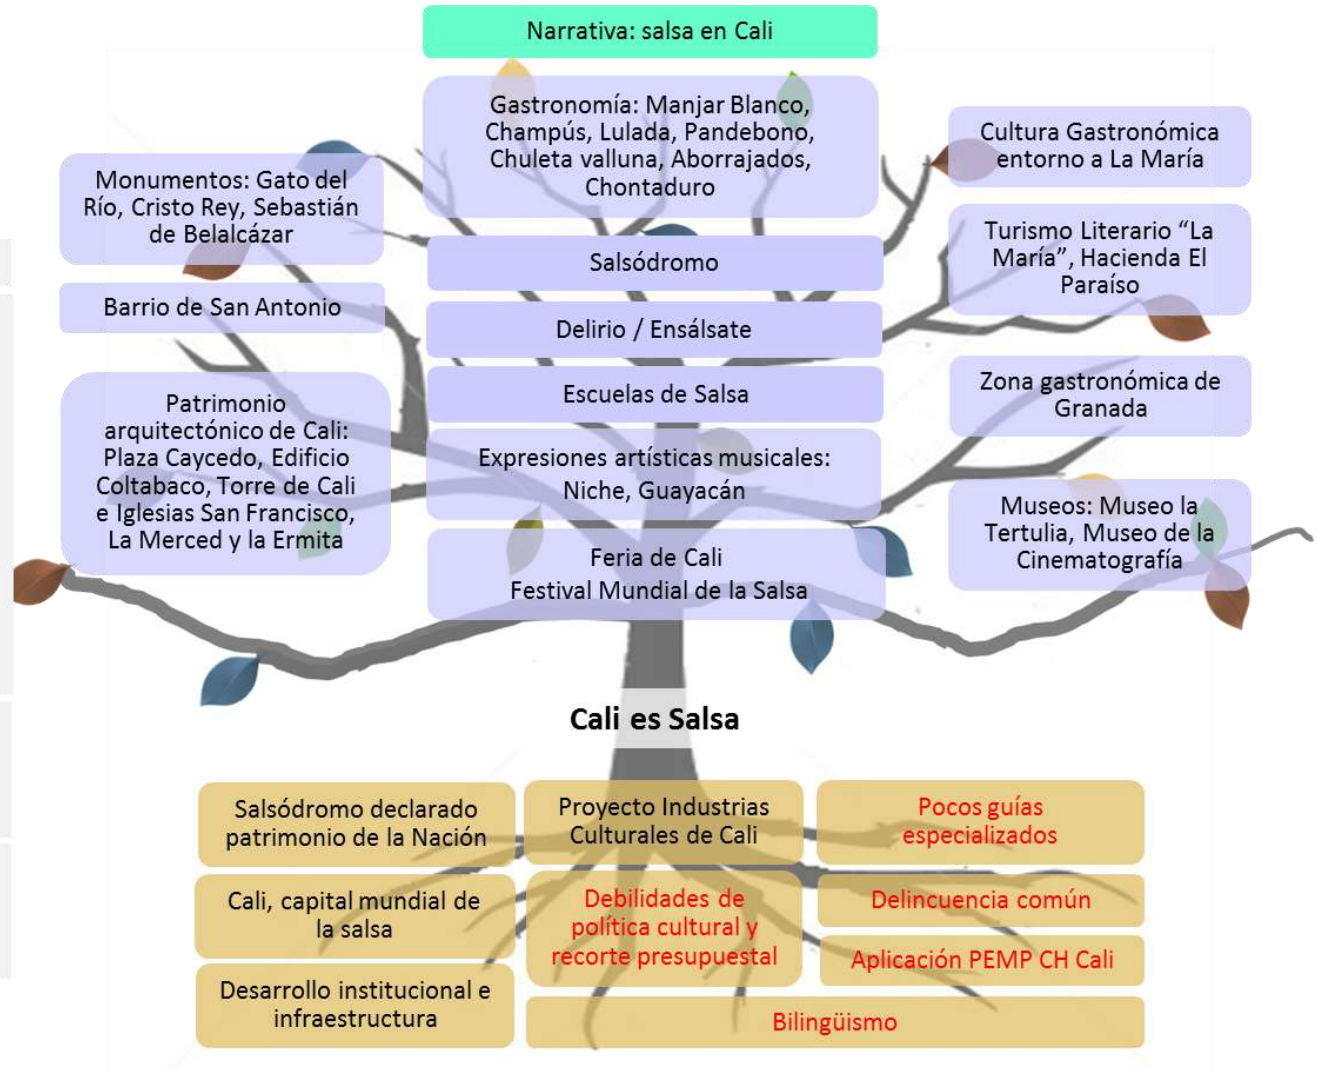 Narrativa: salsa en Cali
Gastronomía: Manjar Blanco,
Champús, Lulada, Pandebono,
Chuleta valluna, Aborrajados,
Chontaduro
Cultura Gastronómica
entorno a La María
Monumentos: Gato del
Río, Cristo Rey, Sebastián
de Belalcázar
Salsódromo
Turismo Literario “La
María”, Hacienda El
Paraíso
Barrio de San Antonio
Delirio / Ensálsate
Escuelas de Salsa
Zona gastronómica de
Granada
Patrimonio
arquitectónico de Cali:
Plaza Caycedo, Edificio
Coltabaco, Torre de Cali
e Iglesias San Francisco,
La Merced y la Ermita
Expresiones artísticas musicales:
Niche, Guayacán
Museos: Museo la
Tertulia, Museo de la
Cinematografía
Feria de Cali
Festival Mundial de la Salsa
Cali es Salsa
Salsódromo declarado
patrimonio de la Nación
Proyecto Industrias
Culturales de Cali
Pocos guías
especializados
Cali, capital mundial de
la salsa
Debilidades de
política cultural y
recorte presupuestal
Delincuencia común
Aplicación PEMP CH Cali
Desarrollo institucional e
infraestructura
Bilingüismo